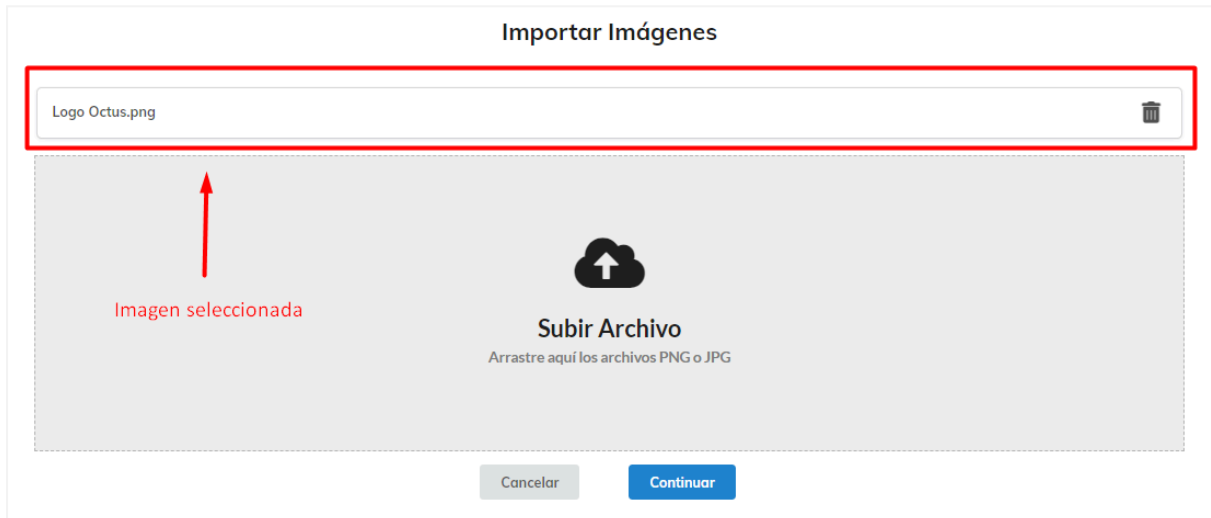 Importar Imágenes
Logo Octus.png
Imagen seleccionada
Subir Archivo
Arrastre aquí los archivos PNG o JPG
Cancelar
Continuar